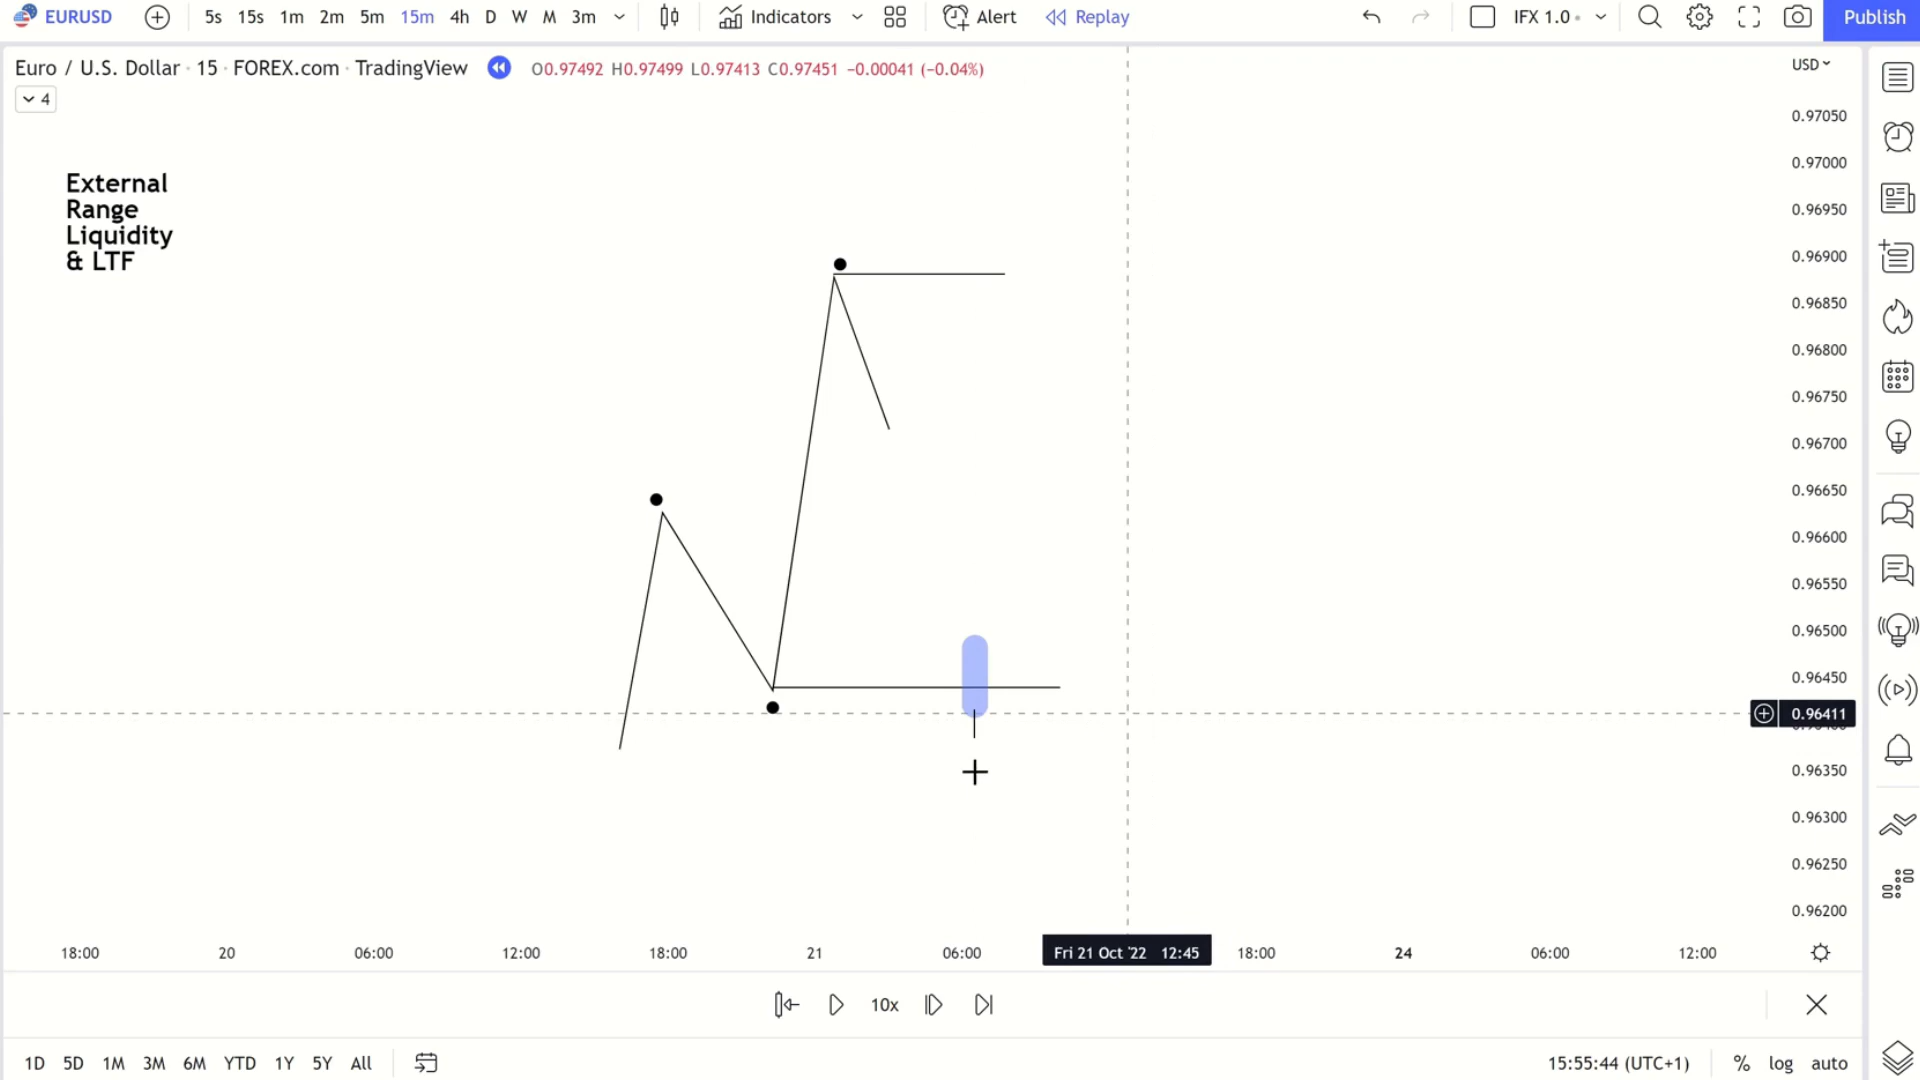 EURUSD 5s 15s 1m 2m 5m 15m 4h D W M 3m Indicators Alert Replay IFX 1.0 Publish
Euro / U.S. Dollar · 15 · FOREX.com · TradingView O0.97492 H0.97499 L0.97413 C0.97451 −0.00041 (−0.04%)
4
USD
External
Range
Liquidity
& LTF
0.97050
0.97000
0.96950
0.96900
0.96850
0.96800
0.96750
0.96700
0.96650
0.96600
0.96550
0.96500
0.96450
0.96411
0.96350
0.96300
0.96250
0.96200
18:00 20 06:00 12:00 18:00 21 06:00 Fri 21 Oct '22 12:45 18:00 24 06:00 12:00
10x
1D 5D 1M 3M 6M YTD 1Y 5Y All 15:55:44 (UTC+1) % log auto